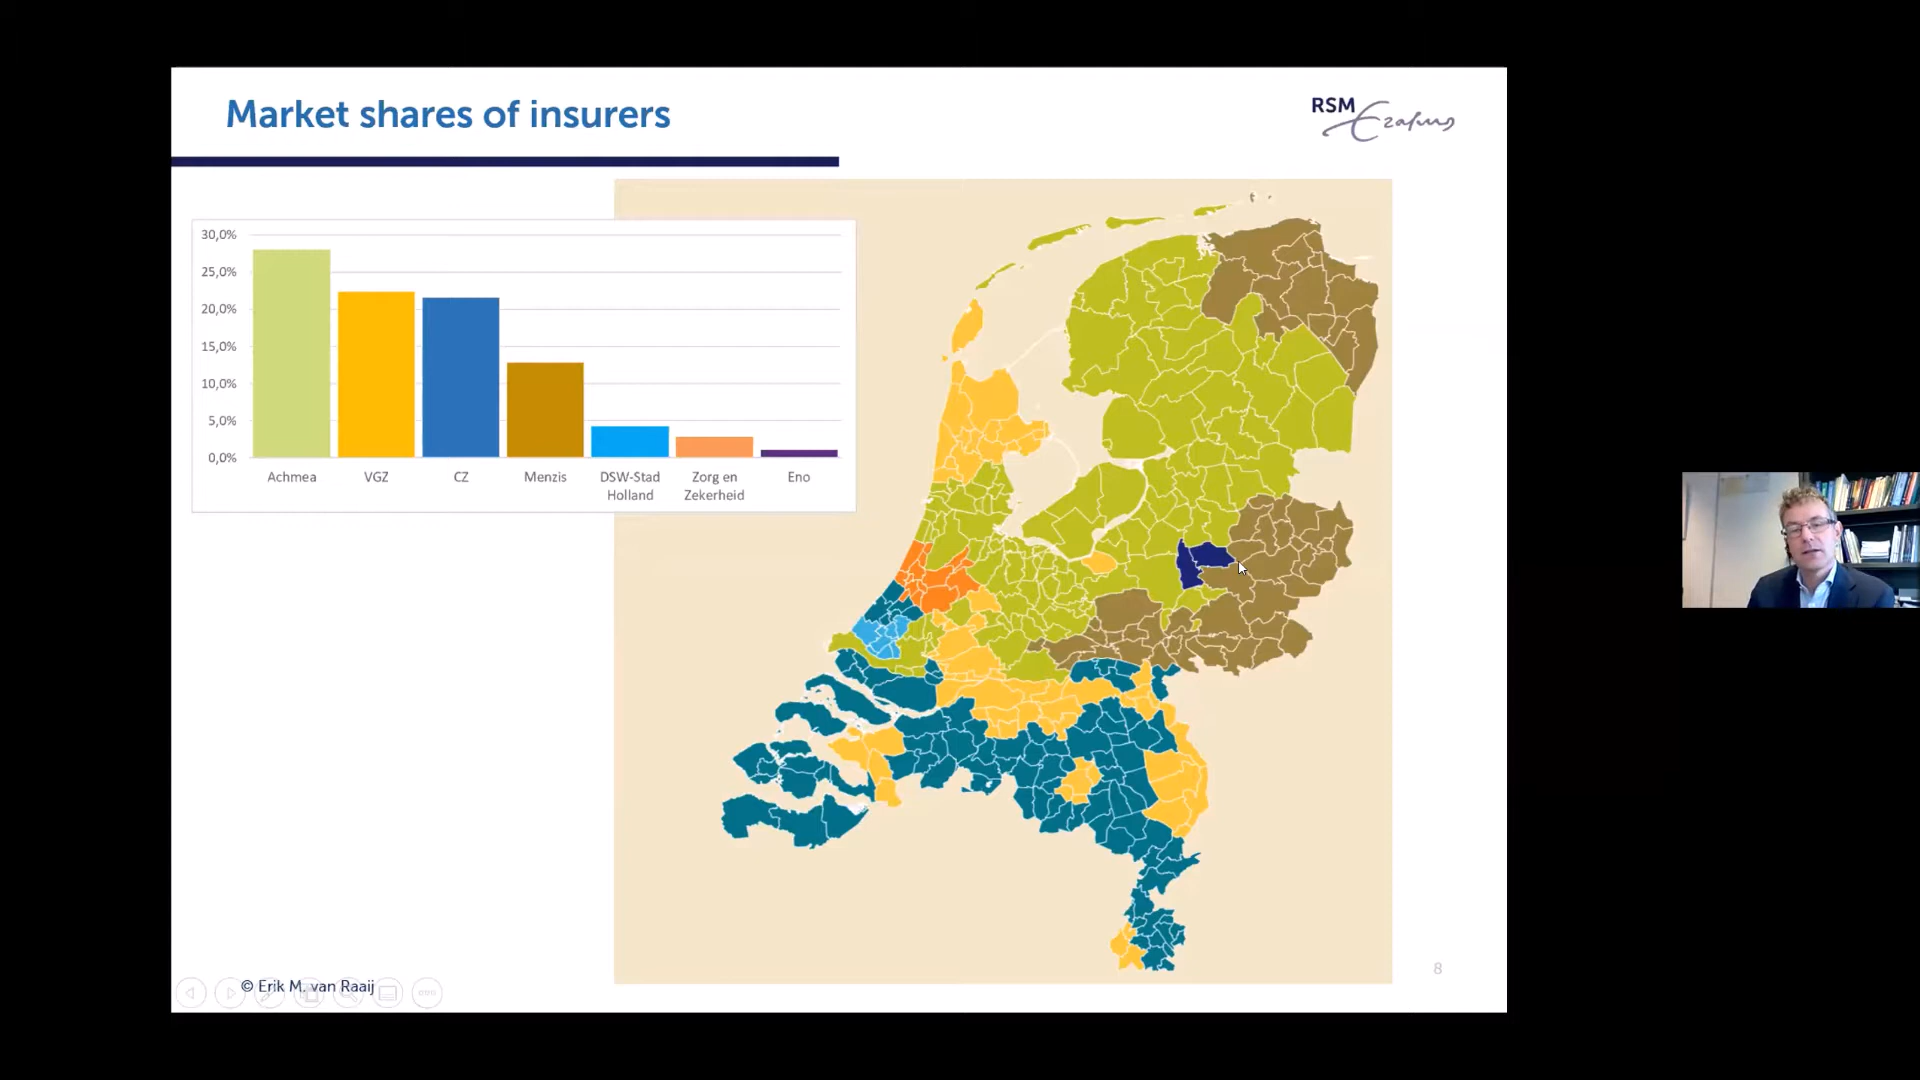 Market shares of insurers
RSM
Erasmus
30,0%
25,0%
20,0%
15,0%
10,0%
5,0%
0,0%
Achmea
VGZ
CZ
Menzis
DSW-Stad
Holland
Zorg en
Zekerheid
Eno
© Erik M. van Raaij
8